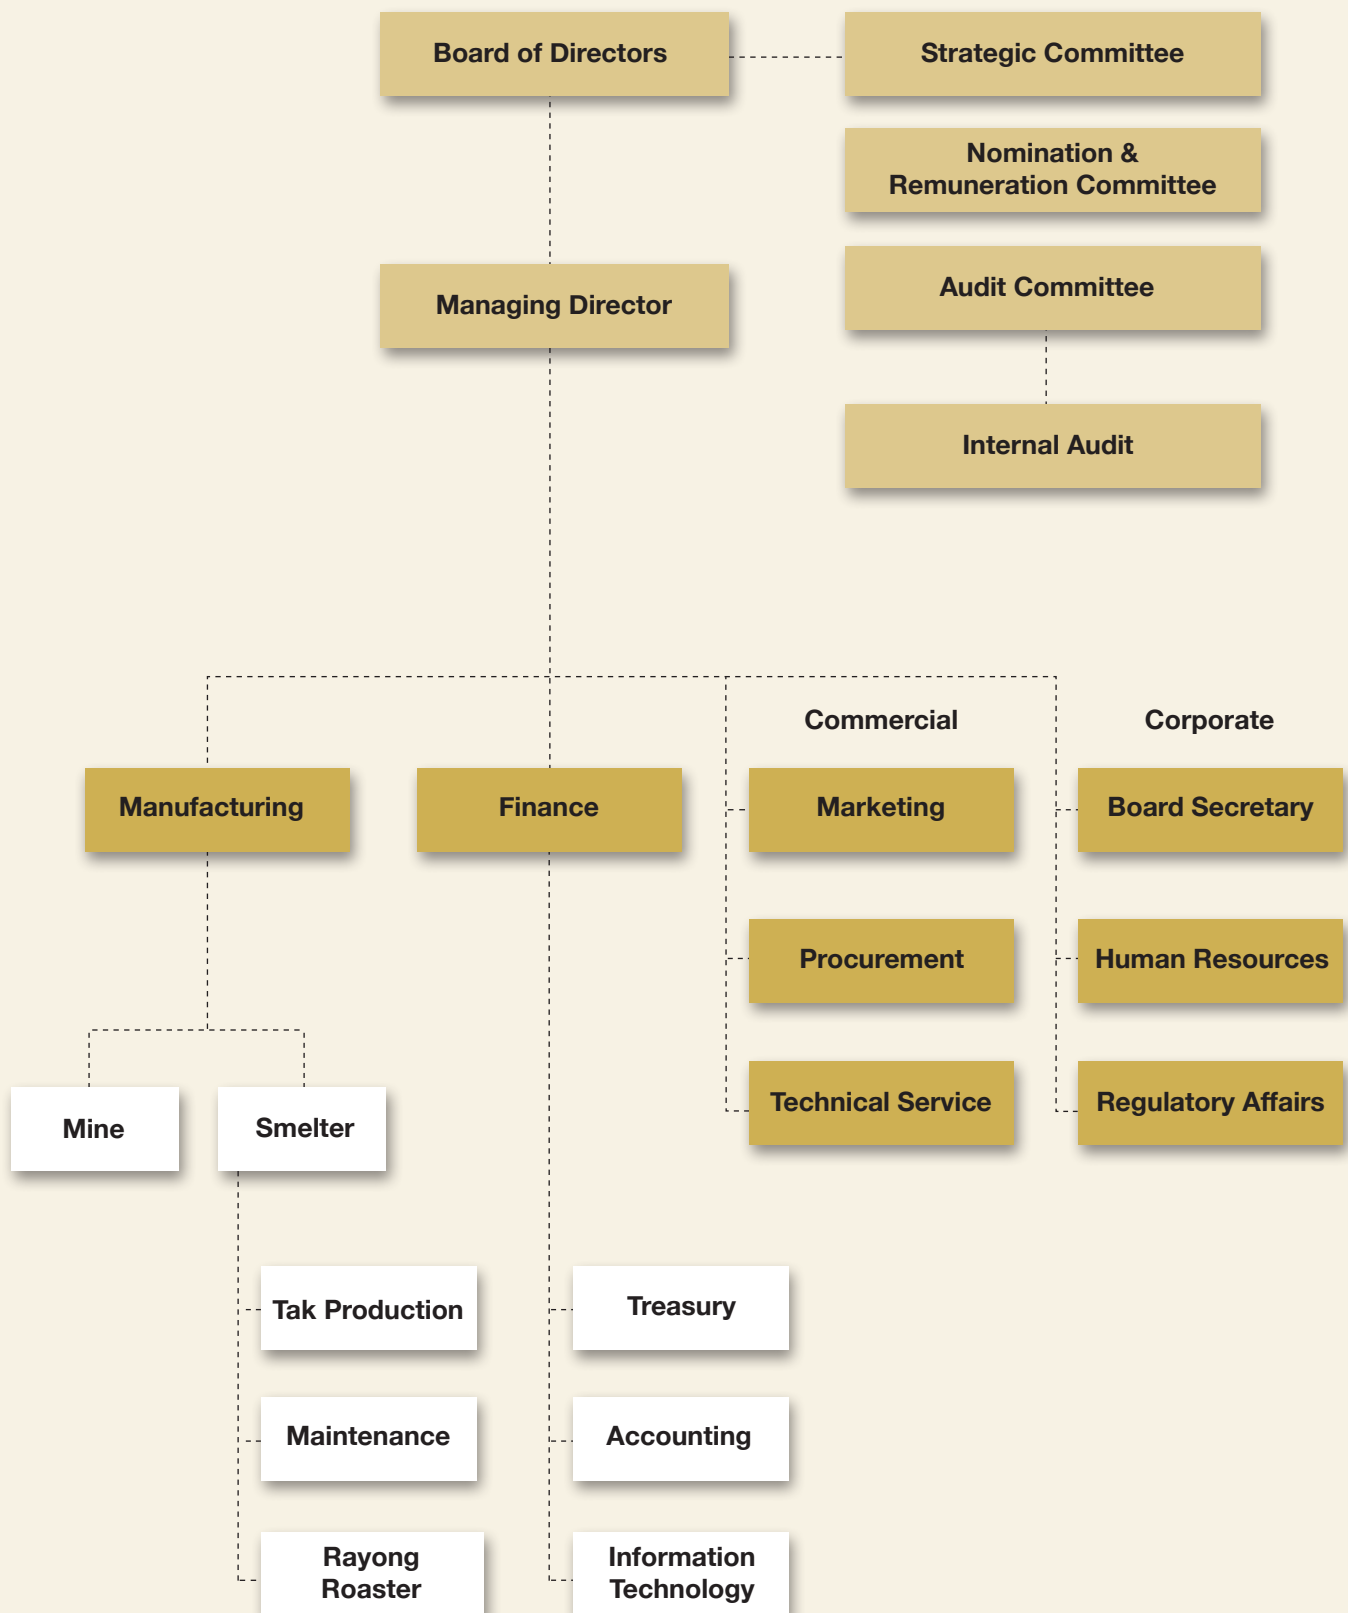 Board of Directors
Strategic Committee
Nomination &
Remuneration Committee
Managing Director
Audit Committee
Internal Audit
Commercial
Corporate
Manufacturing
Finance
Marketing
Board Secretary
Procurement
Human Resources
Mine
Smelter
Technical Service
Regulatory Affairs
Tak Production
Treasury
Maintenance
Accounting
Rayong
Roaster
Information
Technology